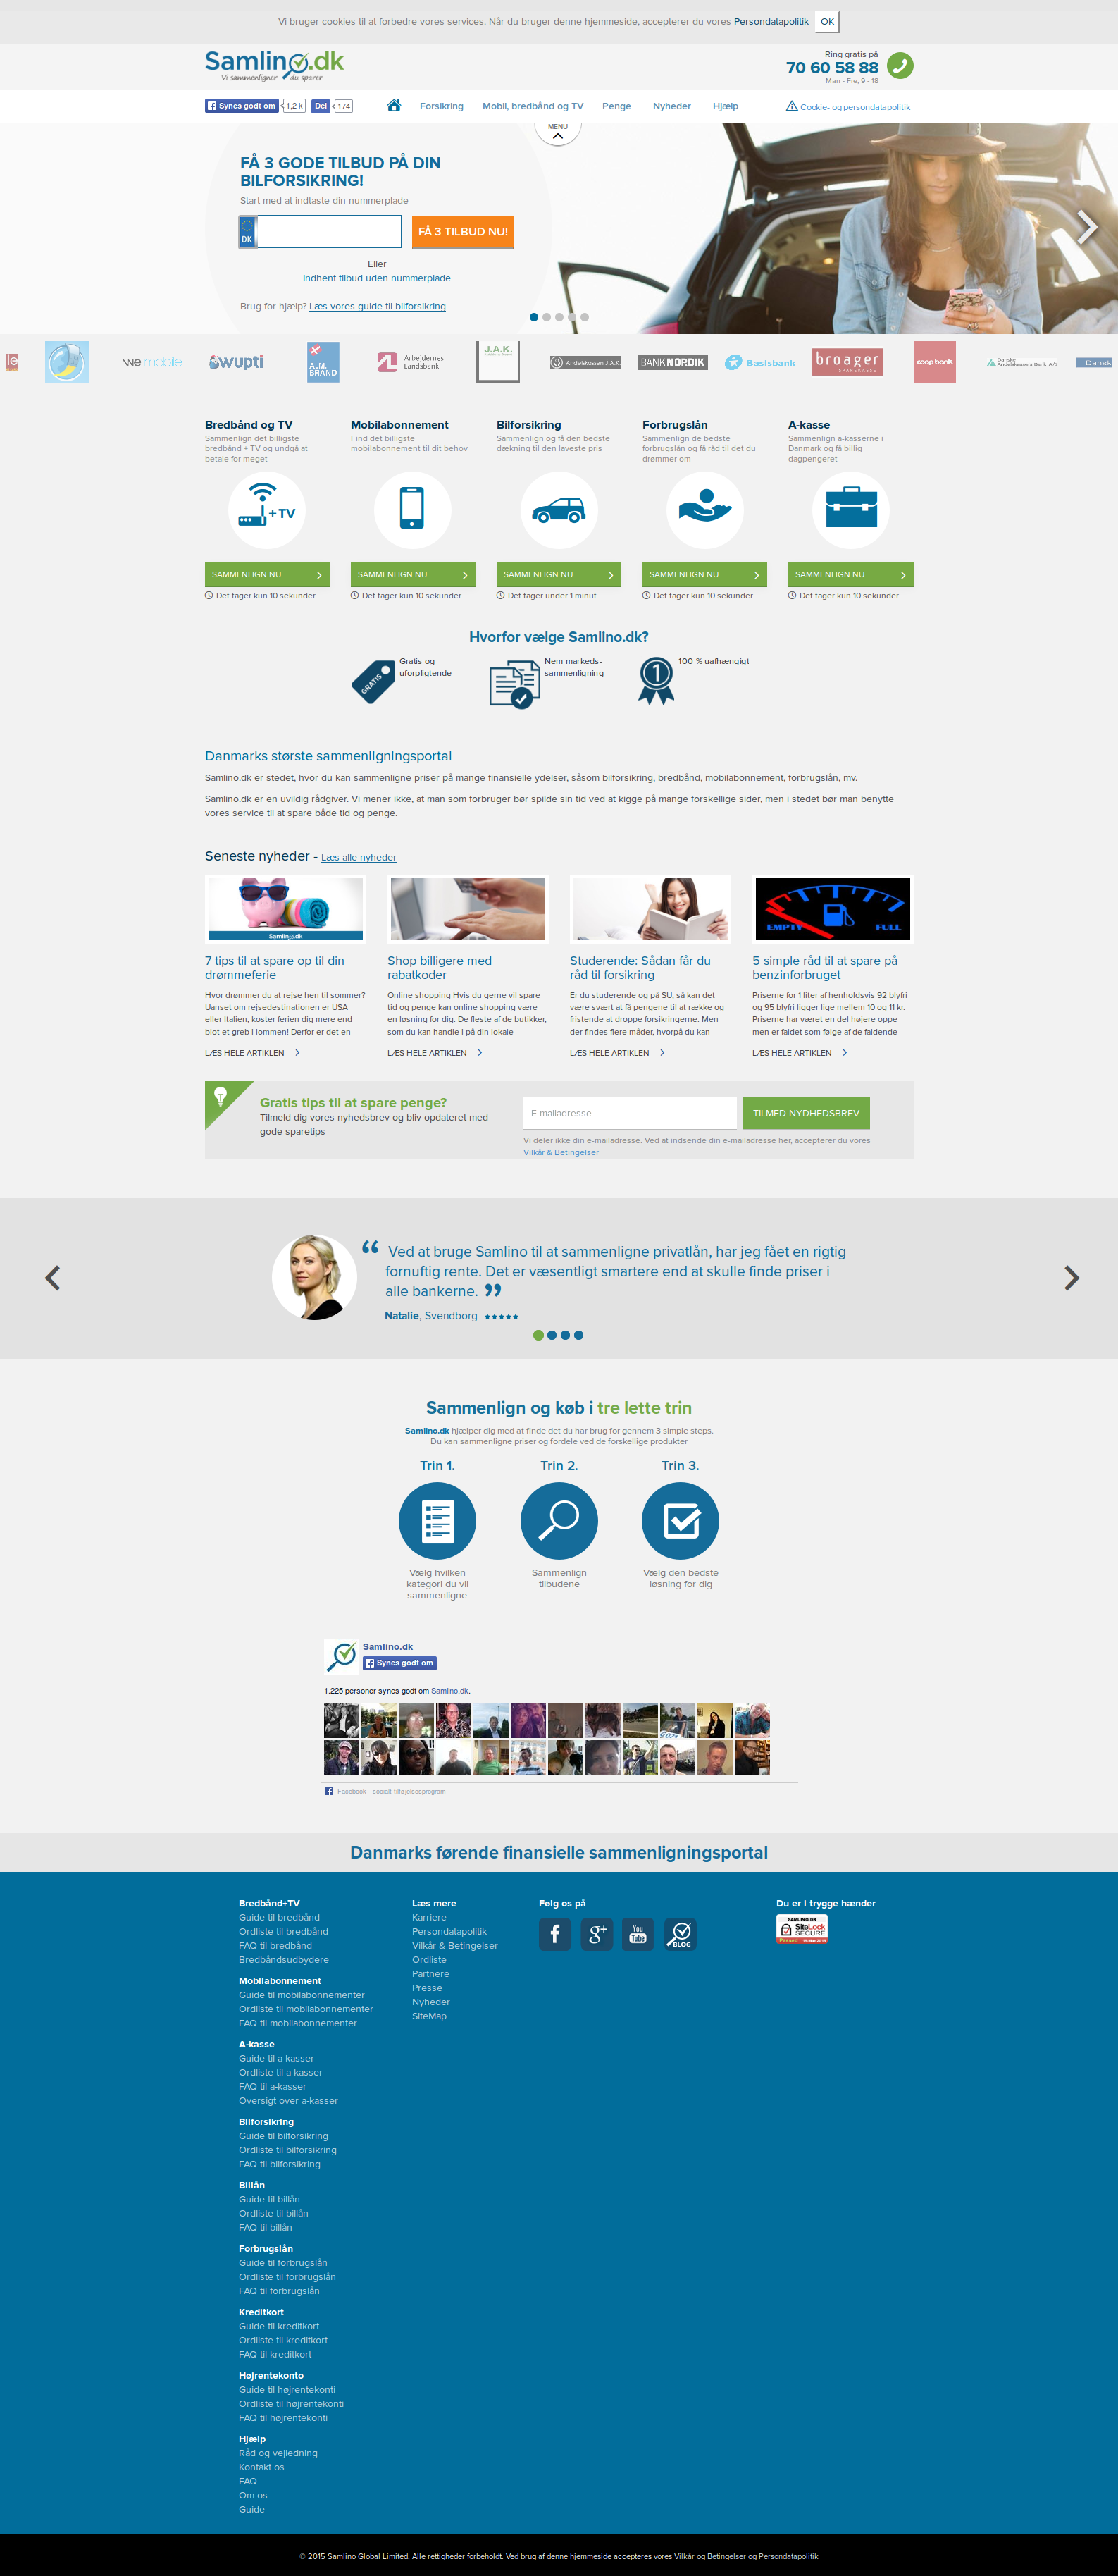 Vi bruger cookies til at forbedre vores services. Når du bruger denne hjemmeside, accepterer du vores Persondatapolitik OK
Samlino.dk
Vi sammenligner du sparer
Ring gratis på
70 60 58 88
Man - Fre, 9 - 18
Synes godt om 1,2 k Del 174
Forsikring Mobil, bredbånd og TV Penge Nyheder Hjælp
Cookie- og persondatapolitik
MENU
FÅ 3 GODE TILBUD PÅ DIN
BILFORSIKRING!
Start med at indtaste din nummerplade
DK
FÅ 3 TILBUD NU!
Eller
Indhent tilbud uden nummerplade
Brug for hjælp? Læs vores guide til bilforsikring
le
we mobile
wupti
ALM.
BRAND
Arbejdernes
Landsbank
J.A.K.
Andelskassen J.A.K.
BANKNORDIK
Basisbank
broager
SPAREKASSE
coop bank.
Danske
Andelskassers Bank A/S
Dansk
Bredbånd og TV
Sammenlign det billigste
bredbånd + TV og undgå at
betale for meget
+TV
SAMMENLIGN NU
Det tager kun 10 sekunder
Mobilabonnement
Find det billigste
mobilabonnement til dit behov
SAMMENLIGN NU
Det tager kun 10 sekunder
Bilforsikring
Sammenlign og få den bedste
dækning til den laveste pris
SAMMENLIGN NU
Det tager under 1 minut
Forbrugslån
Sammenlign de bedste
forbrugslån og få råd til det du
drømmer om
SAMMENLIGN NU
Det tager kun 10 sekunder
A-kasse
Sammenlign a-kasserne i
Danmark og få billig
dagpengeret
SAMMENLIGN NU
Det tager kun 10 sekunder
Hvorfor vælge Samlino.dk?
GRATIS
Gratis og
uforpligtende
Nem markeds-
sammenligning
1
100 % uafhængigt
Danmarks største sammenligningsportal
Samlino.dk er stedet, hvor du kan sammenligne priser på mange finansielle ydelser, såsom bilforsikring, bredbånd, mobilabonnement, forbrugslån, mv.
Samlino.dk er en uvildig rådgiver. Vi mener ikke, at man som forbruger bør spilde sin tid ved at kigge på mange forskellige sider, men i stedet bør man benytte
vores service til at spare både tid og penge.
Seneste nyheder - Læs alle nyheder
Samlino.dk
7 tips til at spare op til din
drømmeferie
Hvor drømmer du at rejse hen til sommer?
Uanset om rejsedestinationen er USA
eller Italien, koster ferien dig mere end
blot et greb i lommen! Derfor er det en
LÆS HELE ARTIKLEN
Shop billigere med
rabatkoder
Online shopping Hvis du gerne vil spare
tid og penge kan online shopping være
en løsning for dig. De fleste af de butikker,
som du kan handle i på din lokale
LÆS HELE ARTIKLEN
Studerende: Sådan får du
råd til forsikring
Er du studerende og på SU, så kan det
være svært at få pengene til at række og
fristende at droppe forsikringerne. Men
der findes flere måder, hvorpå du kan
LÆS HELE ARTIKLEN
EMPTY FULL
5 simple råd til at spare på
benzinforbruget
Priserne for 1 liter af henholdsvis 92 blyfri
og 95 blyfri ligger lige mellem 10 og 11 kr.
Priserne har været en del højere oppe
men er faldet som følge af de faldende
LÆS HELE ARTIKLEN
Gratis tips til at spare penge?
Tilmeld dig vores nyhedsbrev og bliv opdateret med
gode sparetips
E-mailadresse
TILMED NYDHEDSBREV
Vi deler ikke din e-mailadresse. Ved at indsende din e-mailadresse her, accepterer du vores
Vilkår & Betingelser
“ Ved at bruge Samlino til at sammenligne privatlån, har jeg fået en rigtig
fornuftig rente. Det er væsentligt smartere end at skulle finde priser i
alle bankerne. ”
Natalie, Svendborg ★★★★★
Sammenlign og køb i tre lette trin
Samlino.dk hjælper dig med at finde det du har brug for gennem 3 simple steps.
Du kan sammenligne priser og fordele ved de forskellige produkter
Trin 1.
Vælg hvilken
kategori du vil
sammenligne
Trin 2.
Sammenlign
tilbudene
Trin 3.
Vælg den bedste
løsning for dig
Samlino.dk
Synes godt om
1.225 personer synes godt om Samlino.dk.
Facebook - socialt tilføjelsesprogram
Danmarks førende finansielle sammenligningsportal
Bredbånd+TV
Guide til bredbånd
Ordliste til bredbånd
FAQ til bredbånd
Bredbåndsudbydere
Mobilabonnement
Guide til mobilabonnementer
Ordliste til mobilabonnementer
FAQ til mobilabonnementer
A-kasse
Guide til a-kasser
Ordliste til a-kasser
FAQ til a-kasser
Oversigt over a-kasser
Bilforsikring
Guide til bilforsikring
Ordliste til bilforsikring
FAQ til bilforsikring
Billån
Guide til billån
Ordliste til billån
FAQ til billån
Forbrugslån
Guide til forbrugslån
Ordliste til forbrugslån
FAQ til forbrugslån
Kreditkort
Guide til kreditkort
Ordliste til kreditkort
FAQ til kreditkort
Højrentekonto
Guide til højrentekonti
Ordliste til højrentekonti
FAQ til højrentekonti
Hjælp
Råd og vejledning
Kontakt os
FAQ
Om os
Guide
Læs mere
Karriere
Persondatapolitik
Vilkår & Betingelser
Ordliste
Partnere
Presse
Nyheder
SiteMap
Følg os på
f g+ You Tube BLOG
Du er I trygge hænder
SAMLINO.DK
SiteLock
SECURE
© 2015 Samlino Global Limited. Alle rettigheder forbeholdt. Ved brug af denne hjemmeside accepteres vores Vilkår og Betingelser og Persondatapolitik